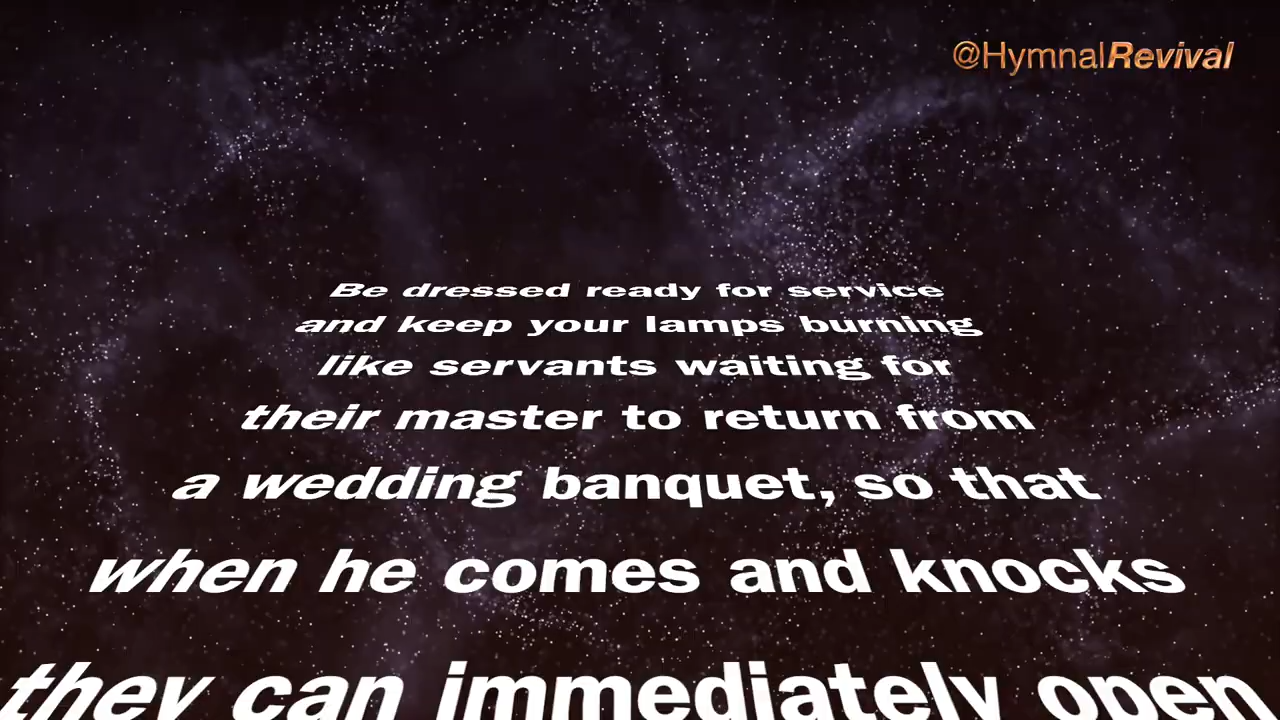 @HymnalRevival
Be dressed ready for service
and keep your lamps burning
like servants waiting for
their master to return from
a wedding banquet, so that
when he comes and knocks
they can immediately open